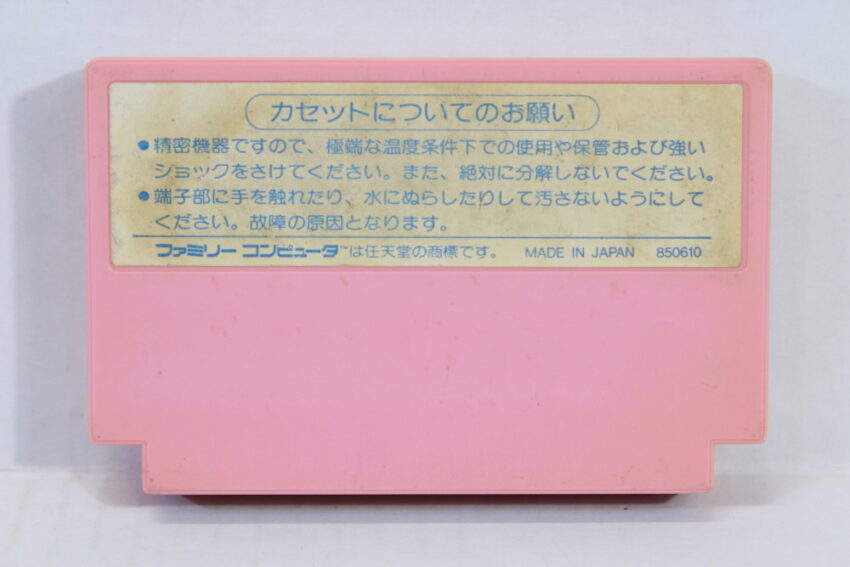 カセットについてのお願い
●精密機器ですので、極端な温度条件下での使用や保管および強い
ショックをさけてください。また、絶対に分解しないでください。
●端子部に手を触れたり、水にぬらしたりして汚さないようにして
ください。故障の原因となります。
ファミリー コンピュータ™は任天堂の商標です。 MADE IN JAPAN 850610